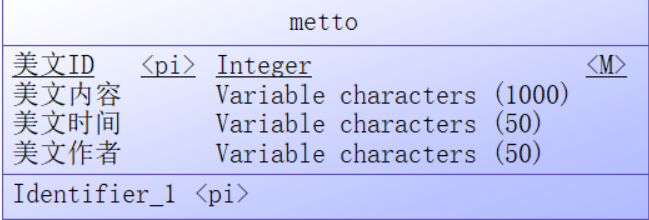 metto
美文ID <pi> Integer <M>
美文内容 Variable characters (1000)
美文时间 Variable characters (50)
美文作者 Variable characters (50)
Identifier_1 <pi>